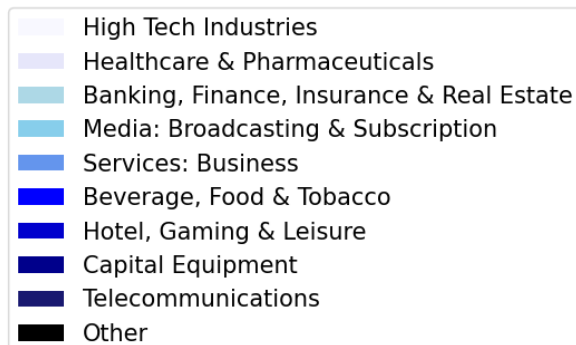 High Tech Industries
Healthcare & Pharmaceuticals
Banking, Finance, Insurance & Real Estate
Media: Broadcasting & Subscription
Services: Business
Beverage, Food & Tobacco
Hotel, Gaming & Leisure
Capital Equipment
Telecommunications
Other